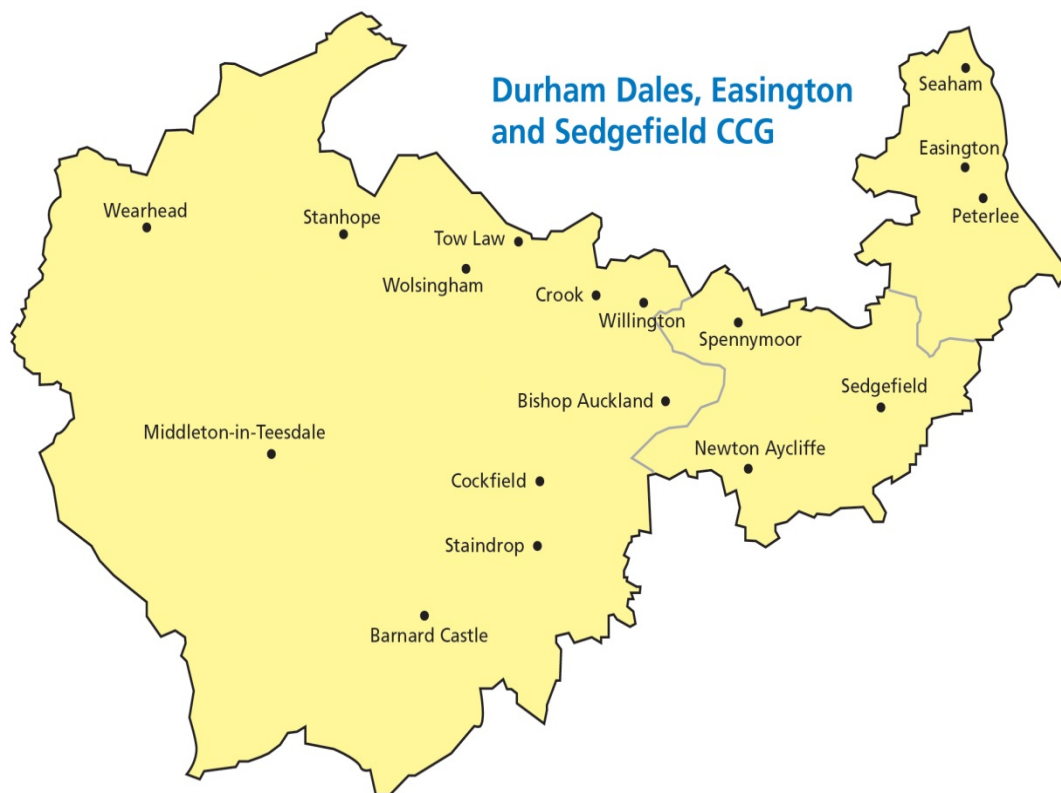 Durham Dales, Easington
and Sedgefield CCG
Seaham
Easington
Peterlee
Wearhead
Stanhope
Tow Law
Wolsingham
Crook
Willington
Spennymoor
Sedgefield
Bishop Auckland
Middleton-in-Teesdale
Newton Aycliffe
Cockfield
Staindrop
Barnard Castle